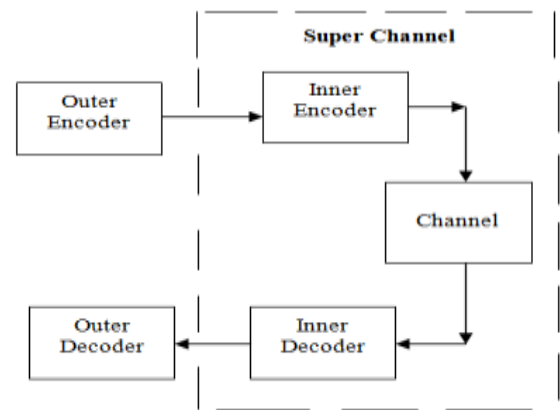 Super Channel
Outer
Encoder
Inner
Encoder
Channel
Outer
Decoder
Inner
Decoder